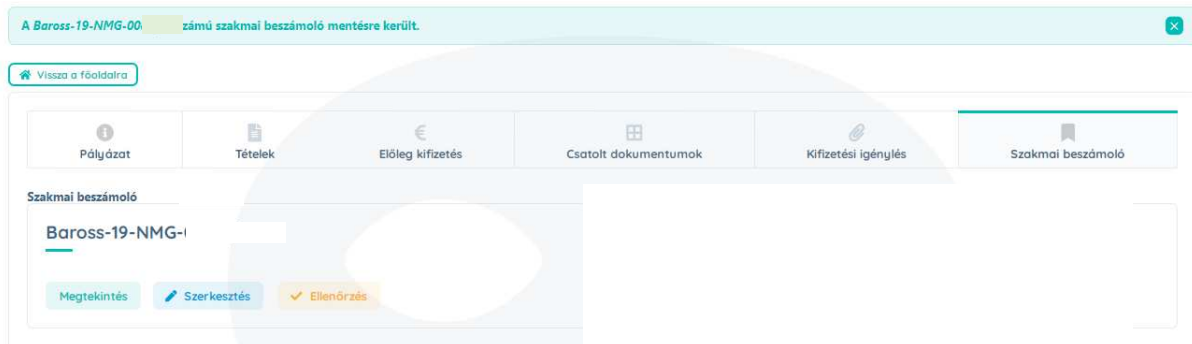 A Baross-19-NMG-00 zámú szakmai beszámoló mentésre került.
Vissza a főoldalra
Pályázat
Tételek
Előleg kifizetés
Csatolt dokumentumok
Kifizetési igénylés
Szakmai beszámoló
Szakmai beszámoló
Baross-19-NMG-
Megtekintés
Szerkesztés
Ellenőrzés